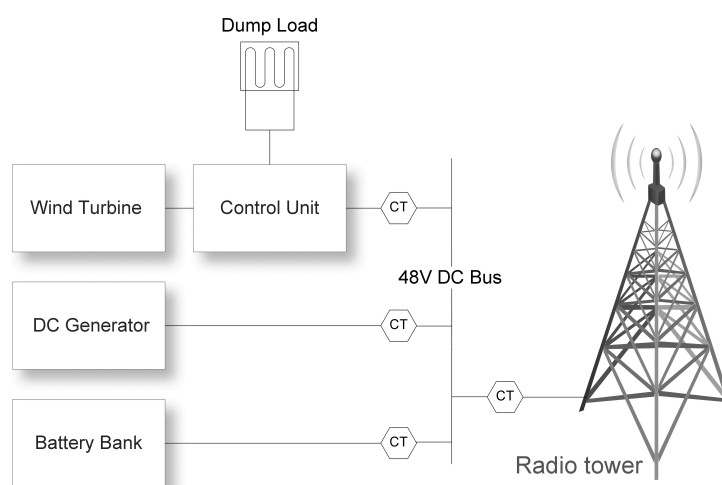 Dump Load
Wind Turbine
Control Unit
CT
48V DC Bus
DC Generator
CT
CT
Battery Bank
CT
Radio tower